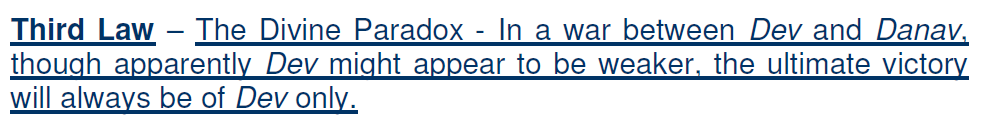 Third Law – The Divine Paradox - In a war between Dev and Danav,
though apparently Dev might appear to be weaker, the ultimate victory
will always be of Dev only.